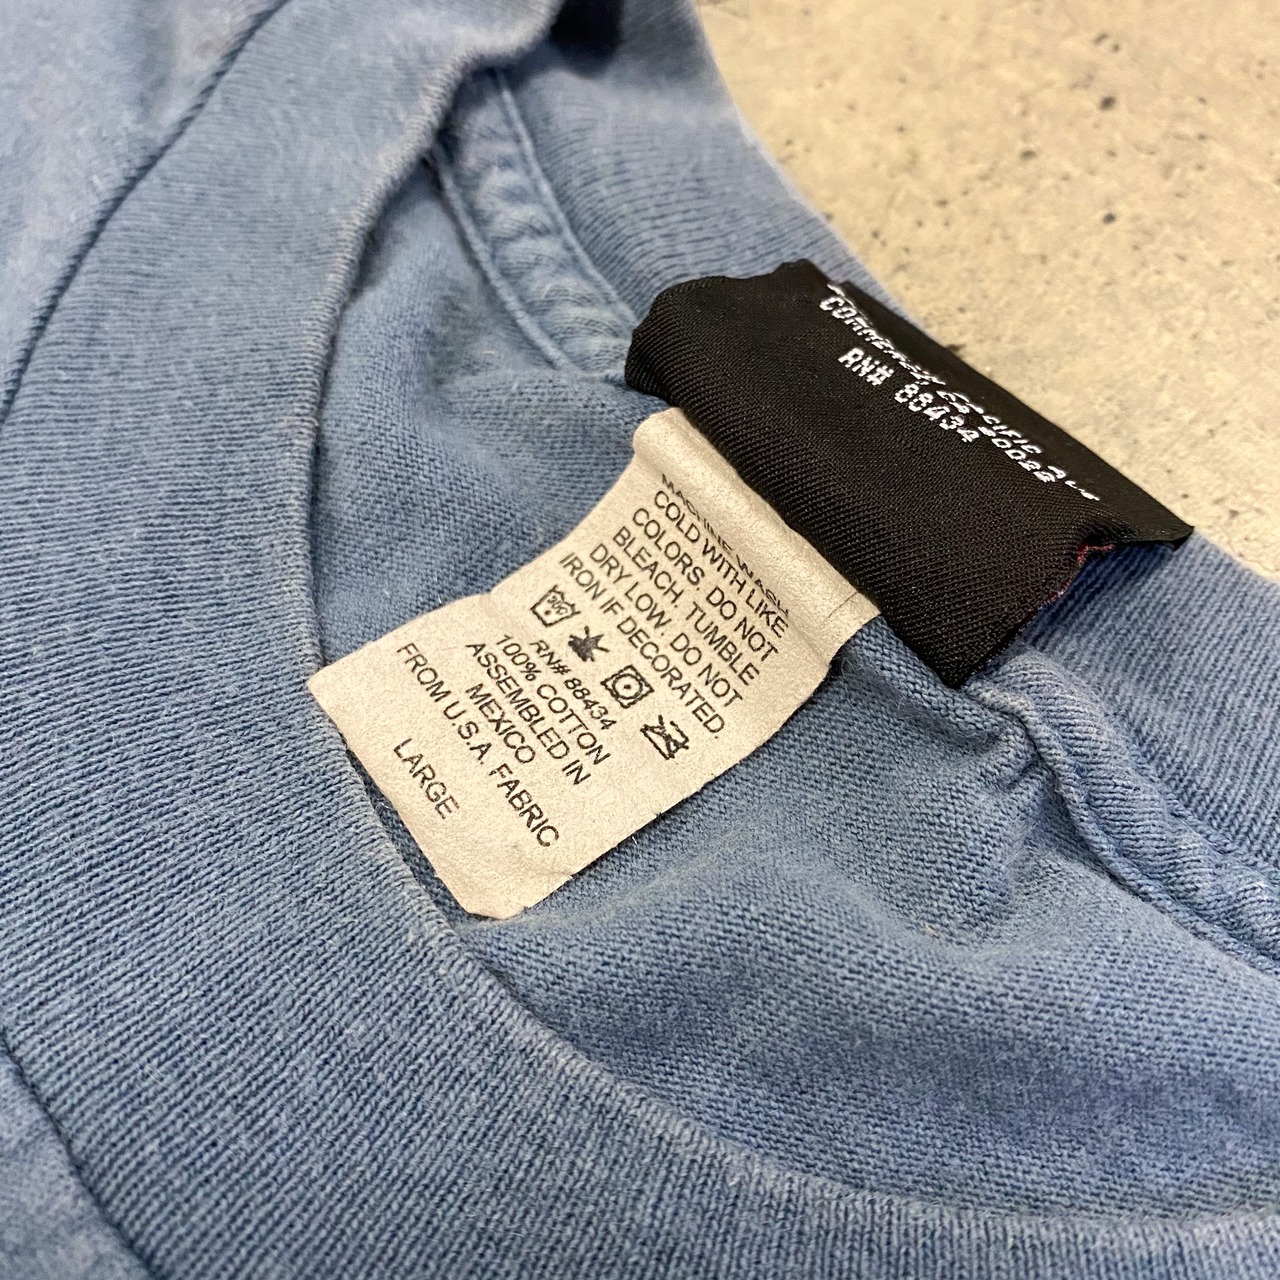 COMMERCE,
RN# 88434
MACHINE WASH
COLD WITH LIKE
COLORS. DO NOT
BLEACH. TUMBLE
DRY LOW. DO NOT
IRON IF DECORATED.
RN# 88434
100% COTTON
ASSEMBLED IN
MEXICO
FROM U.S.A. FABRIC
LARGE